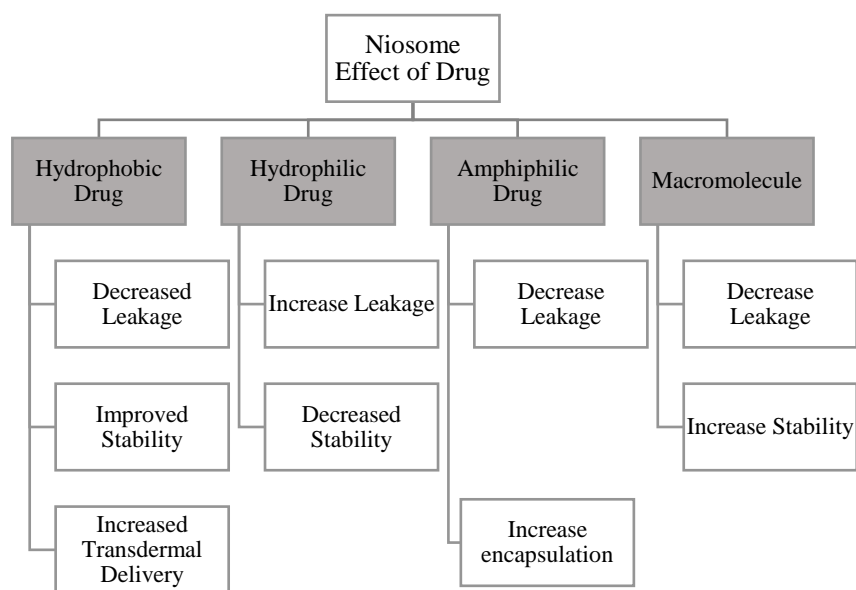 Niosome
Effect of Drug
Hydrophobic
Drug
Decreased
Leakage
Improved
Stability
Increased
Transdermal
Delivery
Hydrophilic
Drug
Increase Leakage
Decreased
Stability
Amphiphilic
Drug
Decrease
Leakage
Increase
encapsulation
Macromolecule
Decrease
Leakage
Increase Stability